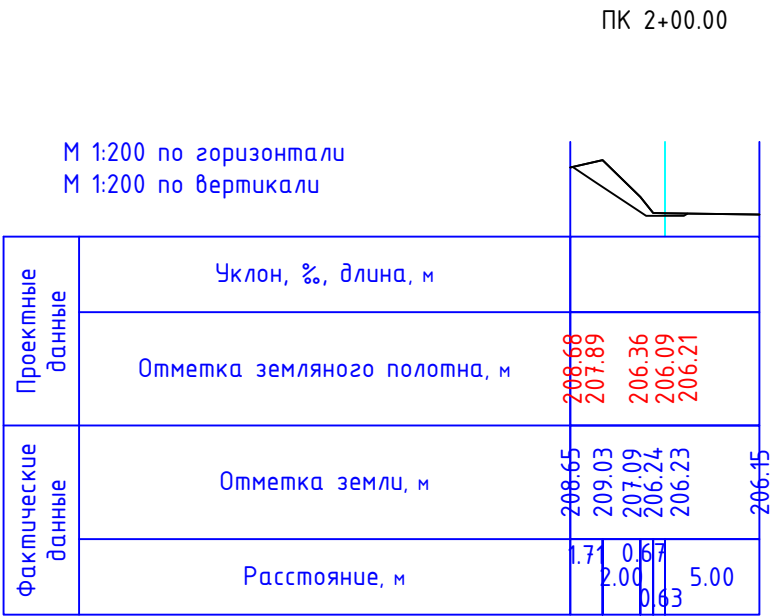 ПК 2+00.00
М 1:200 по горизонтали
М 1:200 по вертикали
Проектные
данные
Уклон, ‰, длина, м
Отметка земляного полотна, м
208.68 207.89 206.36 206.09 206.21
Фактические
данные
Отметка земли, м
208.65 209.03 207.09 206.24 206.23 206.15
Расстояние, м
1.71 2.00 0.67 0.63 5.00